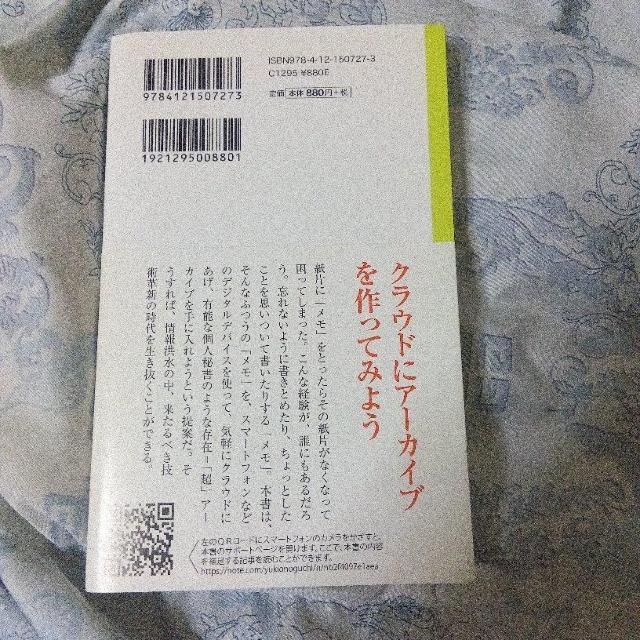 ISBN978-4-12-150727-3
C1295 ¥880E
定価 本体880円+税
9784121507273
1921295008801
クラウドにアーカイブ
を作ってみよう
紙片に「メモ」をとったらその紙片がなくなって
困ってしまった。こんな経験が、誰にもあるだろ
う。忘れないように書きとめたり、ちょっとした
ことを思いついて書いたりする「メモ」。本書は、
そんなふつうの「メモ」を、スマートフォンなど
のデジタルデバイスを使って、気軽にクラウドに
あげ、有能な個人秘書のような存在=「超」アー
カイブを手に入れようという提案だ。そ
うすれば、情報洪水の中、来たるべき技
術革新の時代を生き抜くことができる。
左のQRコードにスマートフォンのカメラをかざすと、
本書のサポートページを開けます。ここで、本書の内容
を補足する記事を読むことができます。